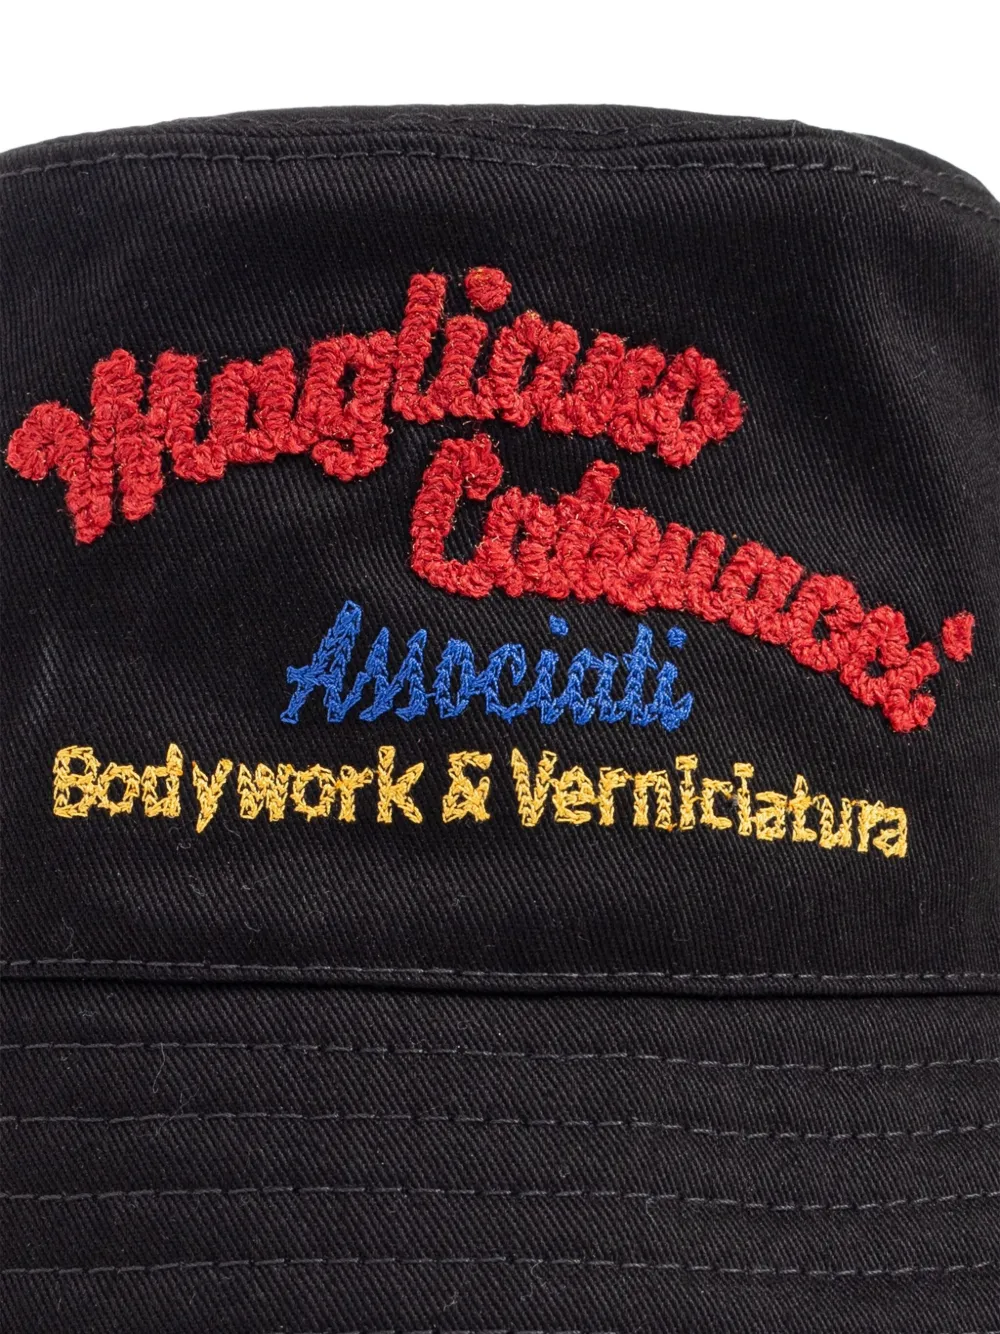 Magliano
Catenacci
Associati
Bodywork & Verniciatura